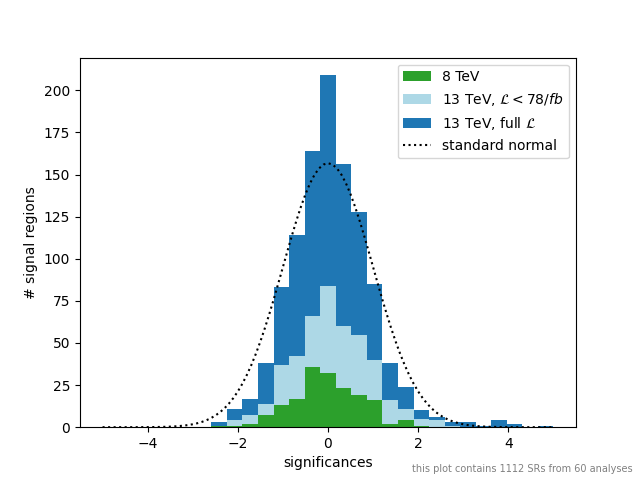 8 TeV
13 TeV, ℒ < 78/fb
13 TeV, full ℒ
standard normal
# signal regions
200
175
150
125
100
75
50
25
0
−4 −2 0 2 4
significances
this plot contains 1112 SRs from 60 analyses